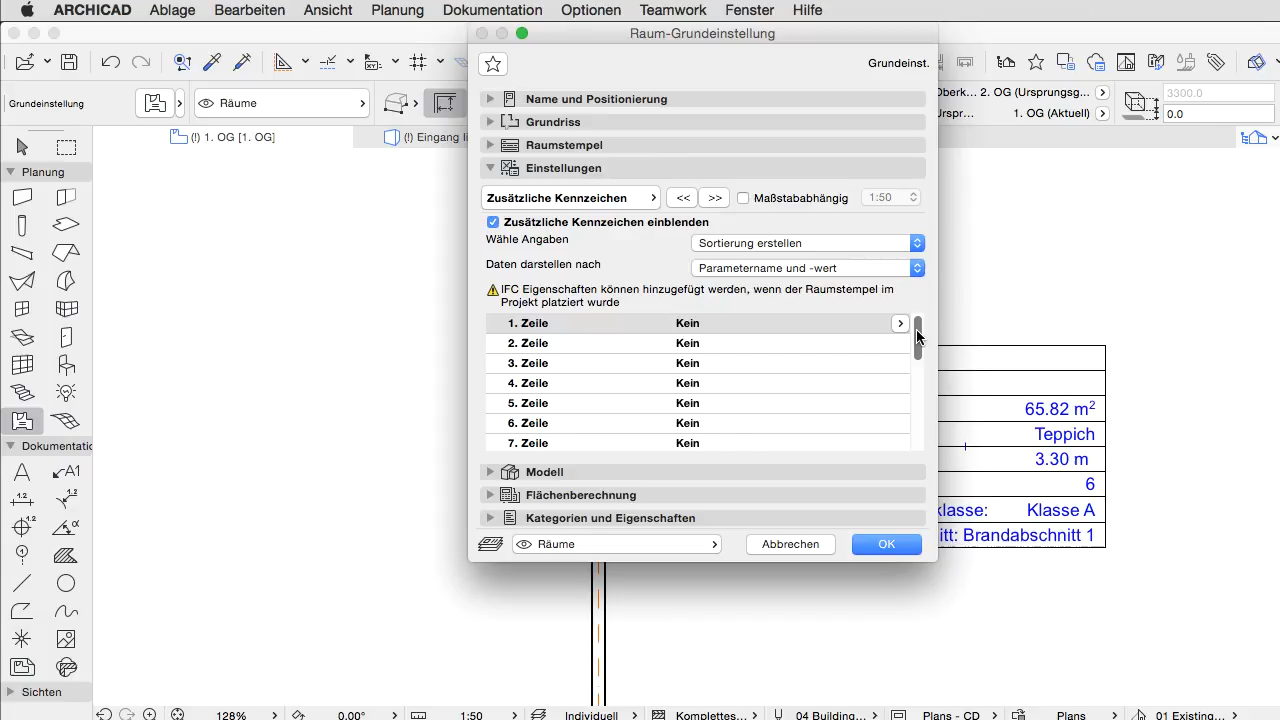 ARCHICAD Ablage Bearbeiten Ansicht Planung Dokumentation Optionen Teamwork Fenster Hilfe
Raum-Grundeinstellung
Grundeinst.
Grundeinstellung
Räume
Oberk... 2. OG (Ursprungsg...
1. OG (Aktuell)
3300.0
0.0
(!) 1. OG [1. OG]
(!) Eingang
Planung
Dokumentatio
Sichten
Name und Positionierung
Grundriss
Raumstempel
Einstellungen
Zusätzliche Kennzeichen
<< >>
Maßstababhängig
1:50
Zusätzliche Kennzeichen einblenden
Wähle Angaben
Sortierung erstellen
Daten darstellen nach
Parametername und -wert
IFC Eigenschaften können hinzugefügt werden, wenn der Raumstempel im
Projekt platziert wurde
1. Zeile Kein
2. Zeile Kein
3. Zeile Kein
4. Zeile Kein
5. Zeile Kein
6. Zeile Kein
7. Zeile Kein
Modell
Flächenberechnung
Kategorien und Eigenschaften
Räume
Abbrechen
OK
65.82 m²
Teppich
3.30 m
6
klasse: Klasse A
itt: Brandabschnitt 1
128% 0.00° 1:50 Individuell Komplettes... 04 Building... Plans - CD Plans 01 Existing...